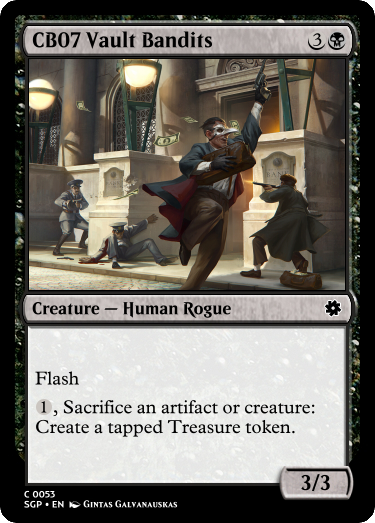 CB07 Vault Bandits 3
Creature — Human Rogue
Flash
1, Sacrifice an artifact or creature:
Create a tapped Treasure token.
3/3
C 0053
SGP • EN Gintas Galvanauskas